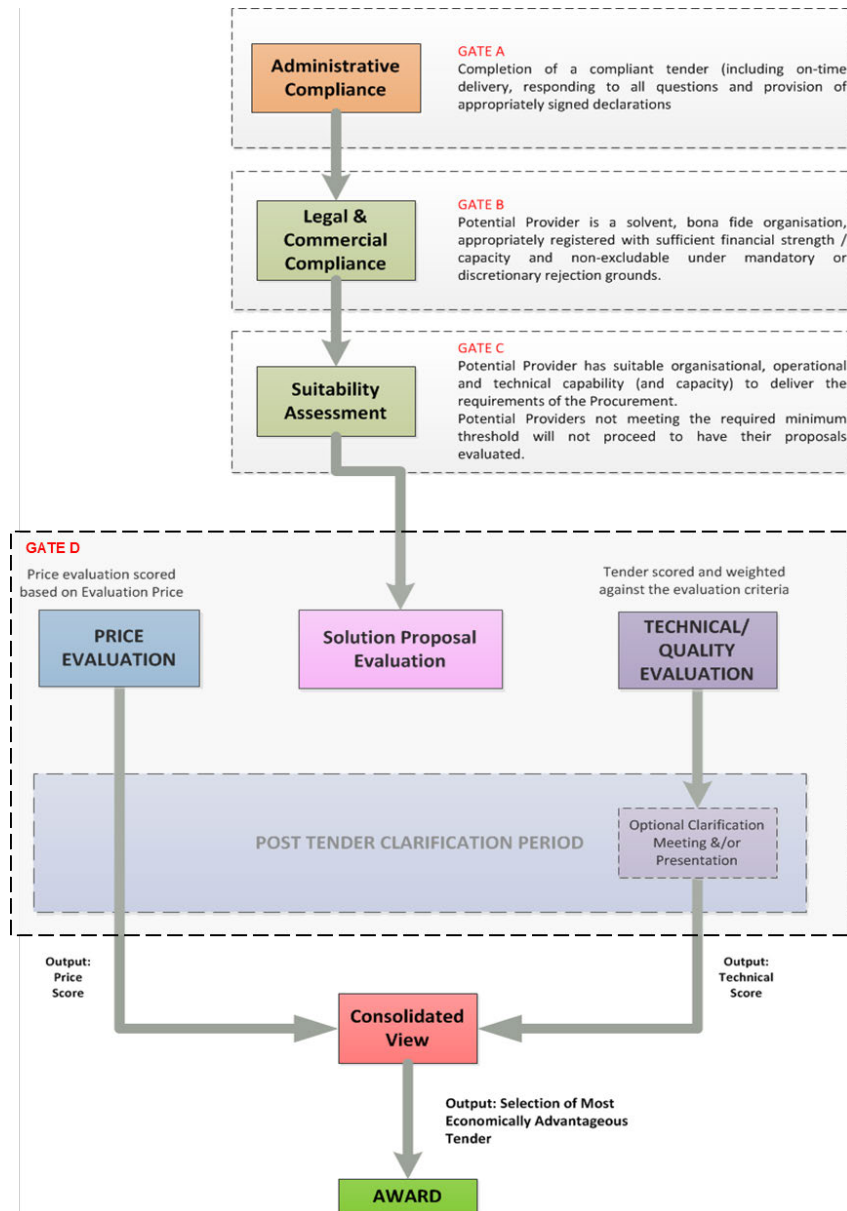 Administrative
Compliance
GATE A
Completion of a compliant tender (including on-time
delivery, responding to all questions and provision of
appropriately signed declarations
Legal &
Commercial
Compliance
GATE B
Potential Provider is a solvent, bona fide organisation,
appropriately registered with sufficient financial strength /
capacity and non-excludable under mandatory or
discretionary rejection grounds.
Suitability
Assessment
GATE C
Potential Provider has suitable organisational, operational
and technical capability (and capacity) to deliver the
requirements of the Procurement.
Potential Providers not meeting the required minimum
threshold will not proceed to have their proposals
evaluated.
GATE D
Price evaluation scored
based on Evaluation Price
PRICE
EVALUATION
Solution Proposal
Evaluation
Tender scored and weighted
against the evaluation criteria
TECHNICAL/
QUALITY
EVALUATION
POST TENDER CLARIFICATION PERIOD
Optional Clarification
Meeting &/or
Presentation
Output:
Price
Score
Output:
Technical
Score
Consolidated
View
Output: Selection of Most
Economically Advantageous
Tender
AWARD